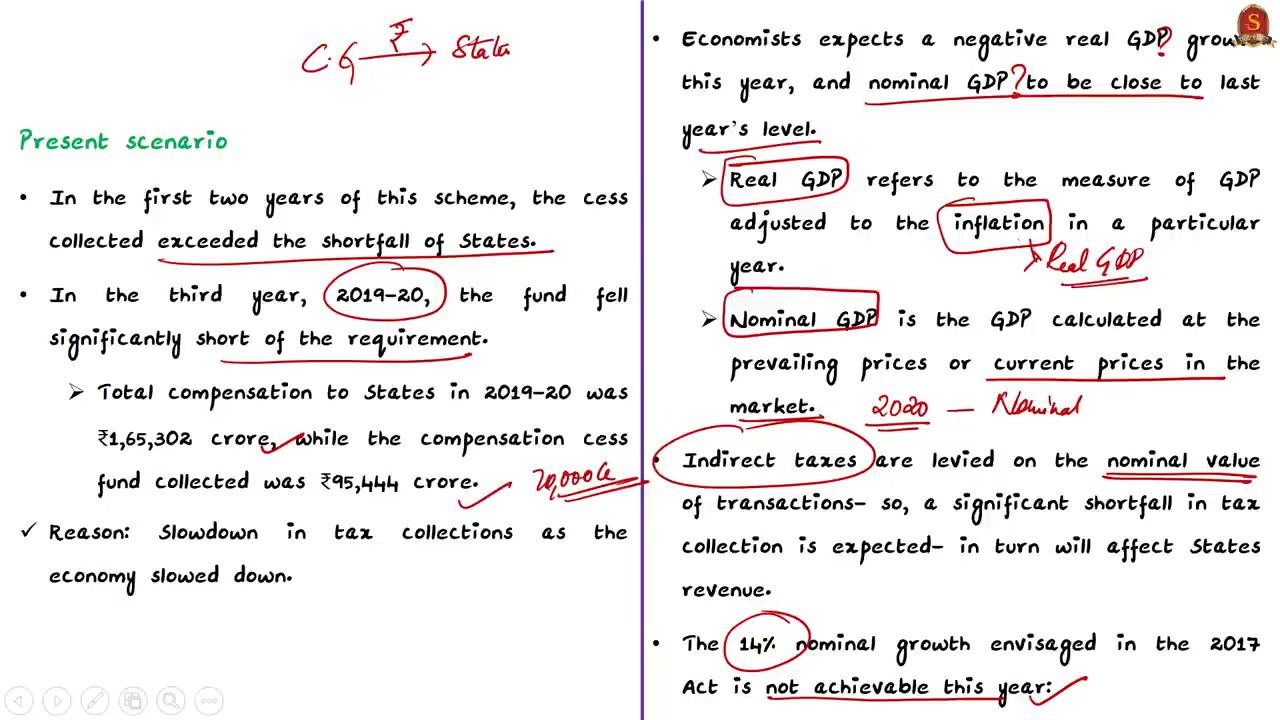 C.G ₹ → States
Present scenario
• In the first two years of this scheme, the cess
collected exceeded the shortfall of States.
• In the third year, 2019-20, the fund fell
significantly short of the requirement.
➢ Total compensation to States in 2019-20 was
₹1,65,302 crore, while the compensation cess
fund collected was ₹95,444 crore.
70,000 Cr
✓ Reason: Slowdown in tax collections as the
economy slowed down.
• Economists expects a negative real GDP? growth
this year, and nominal GDP? to be close to last
year's level.
➢ Real GDP refers to the measure of GDP
adjusted to the inflation in a particular
year.
Real GDP
➢ Nominal GDP is the GDP calculated at the
prevailing prices or current prices in the
market.
2020 — Nominal
• Indirect taxes are levied on the nominal value
of transactions- so, a significant shortfall in tax
collection is expected- in turn will affect States
revenue.
• The 14% nominal growth envisaged in the 2017
Act is not achievable this year:
S